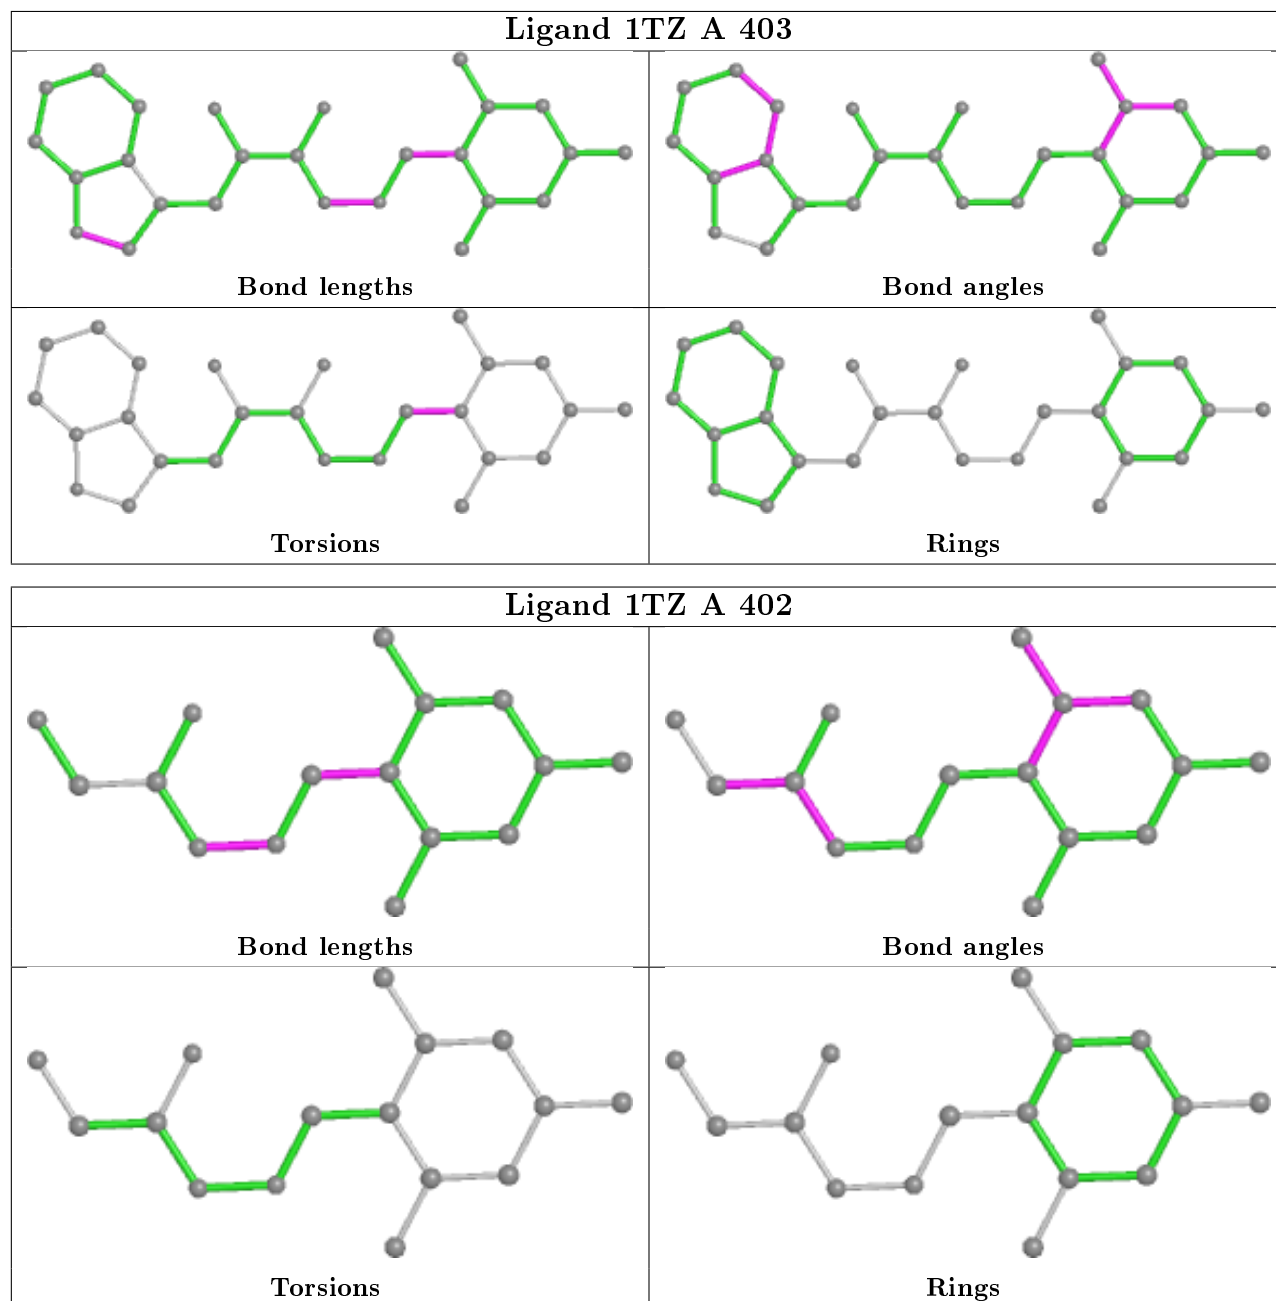 Ligand 1TZ A 403
Bond lengths
Bond angles
Torsions
Rings
Ligand 1TZ A 402
Bond lengths
Bond angles
Torsions
Rings